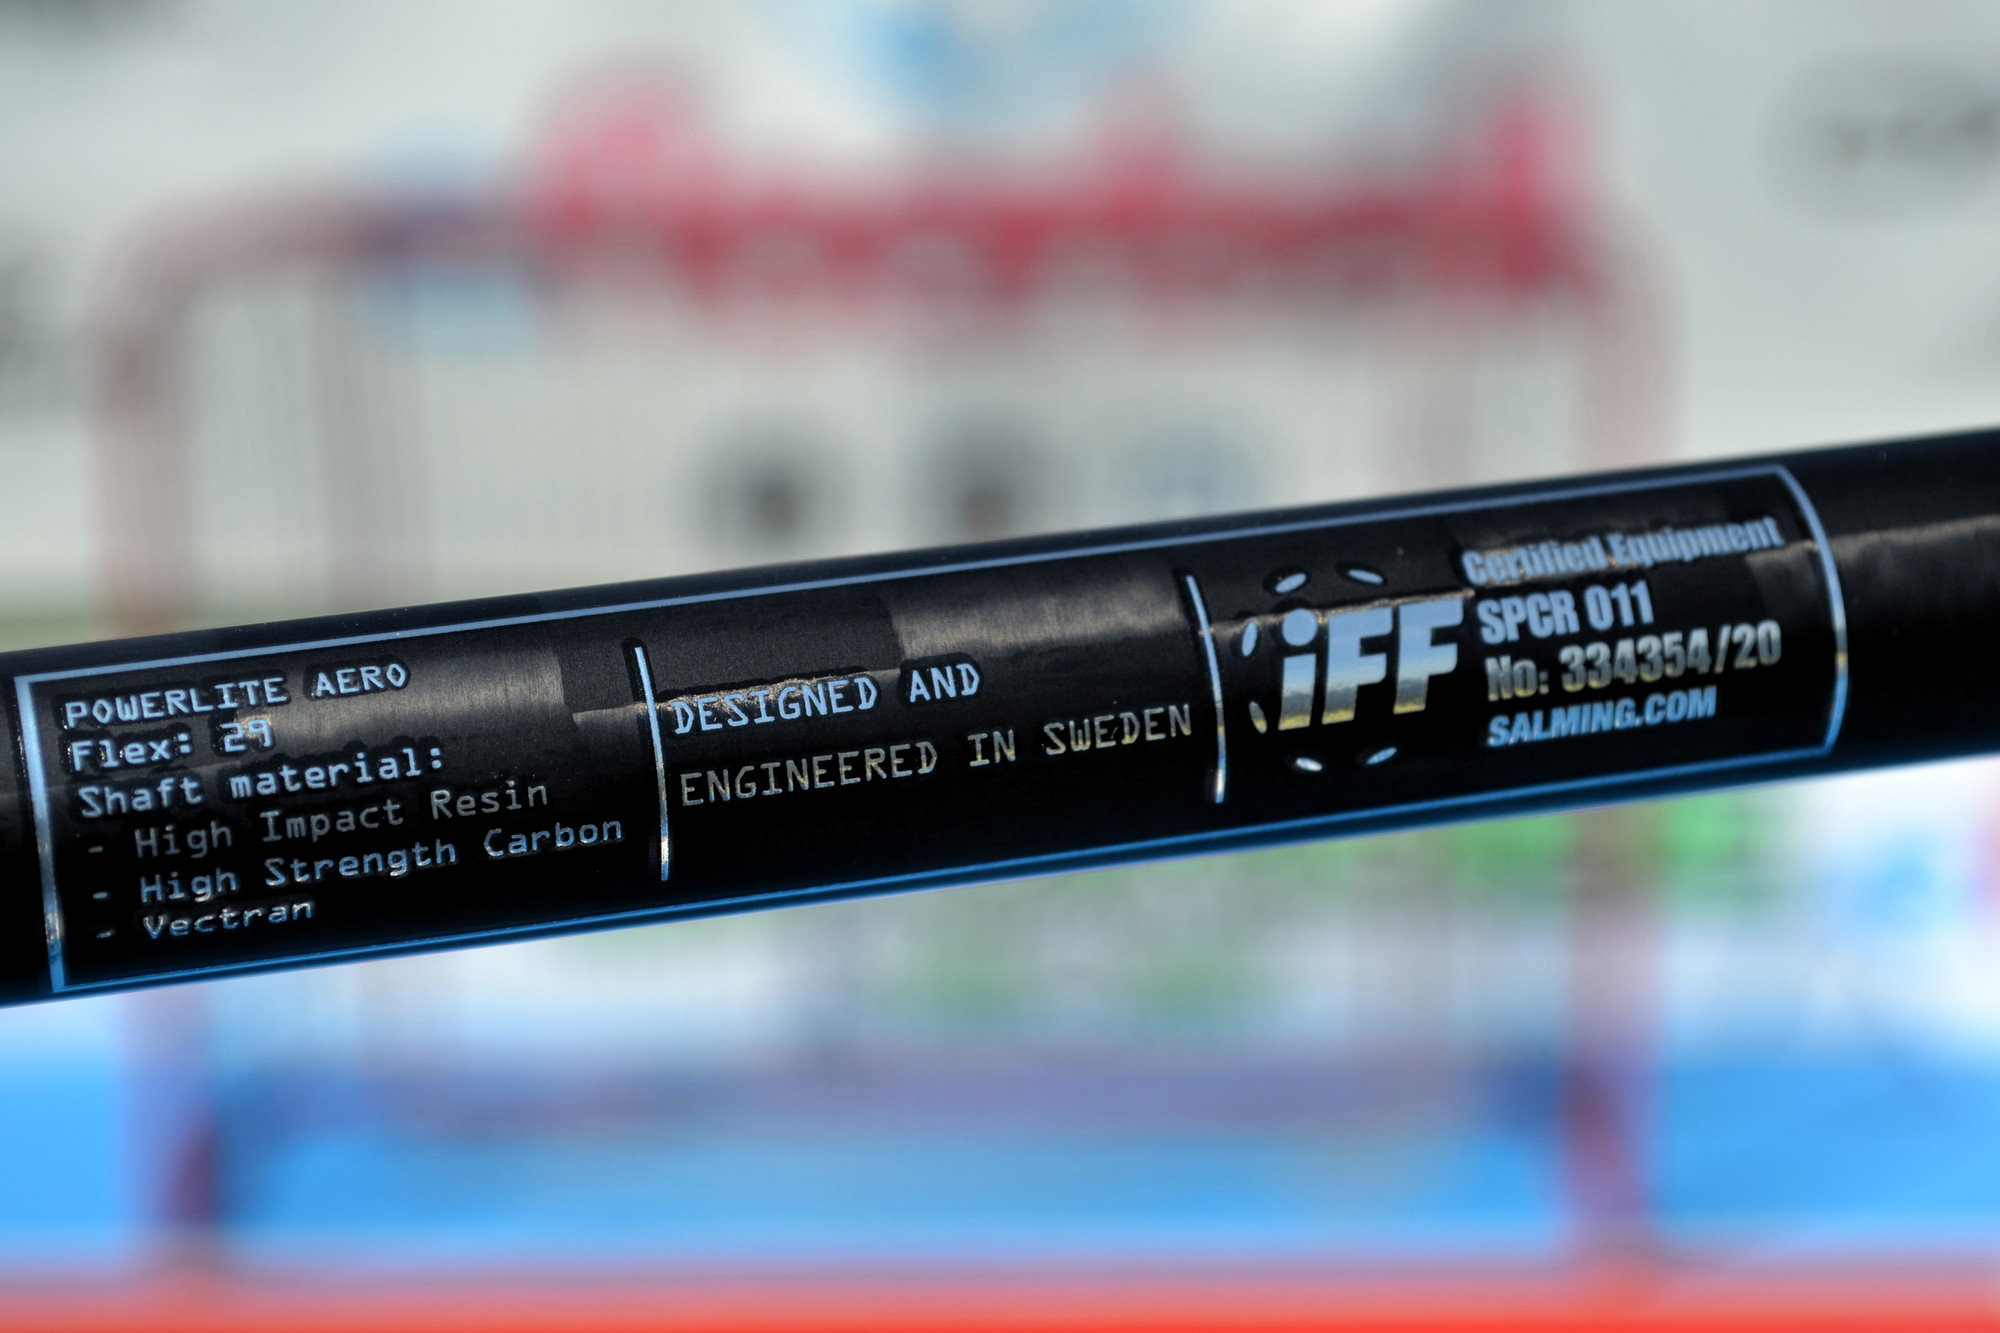 POWERLITE AERO
Flex: 29
Shaft material:
- High Impact Resin
- High Strength Carbon
- Vectran
DESIGNED AND
ENGINEERED IN SWEDEN
iFF
Certified Equipment
SPCR 011
No: 334354/20
SALMING.COM